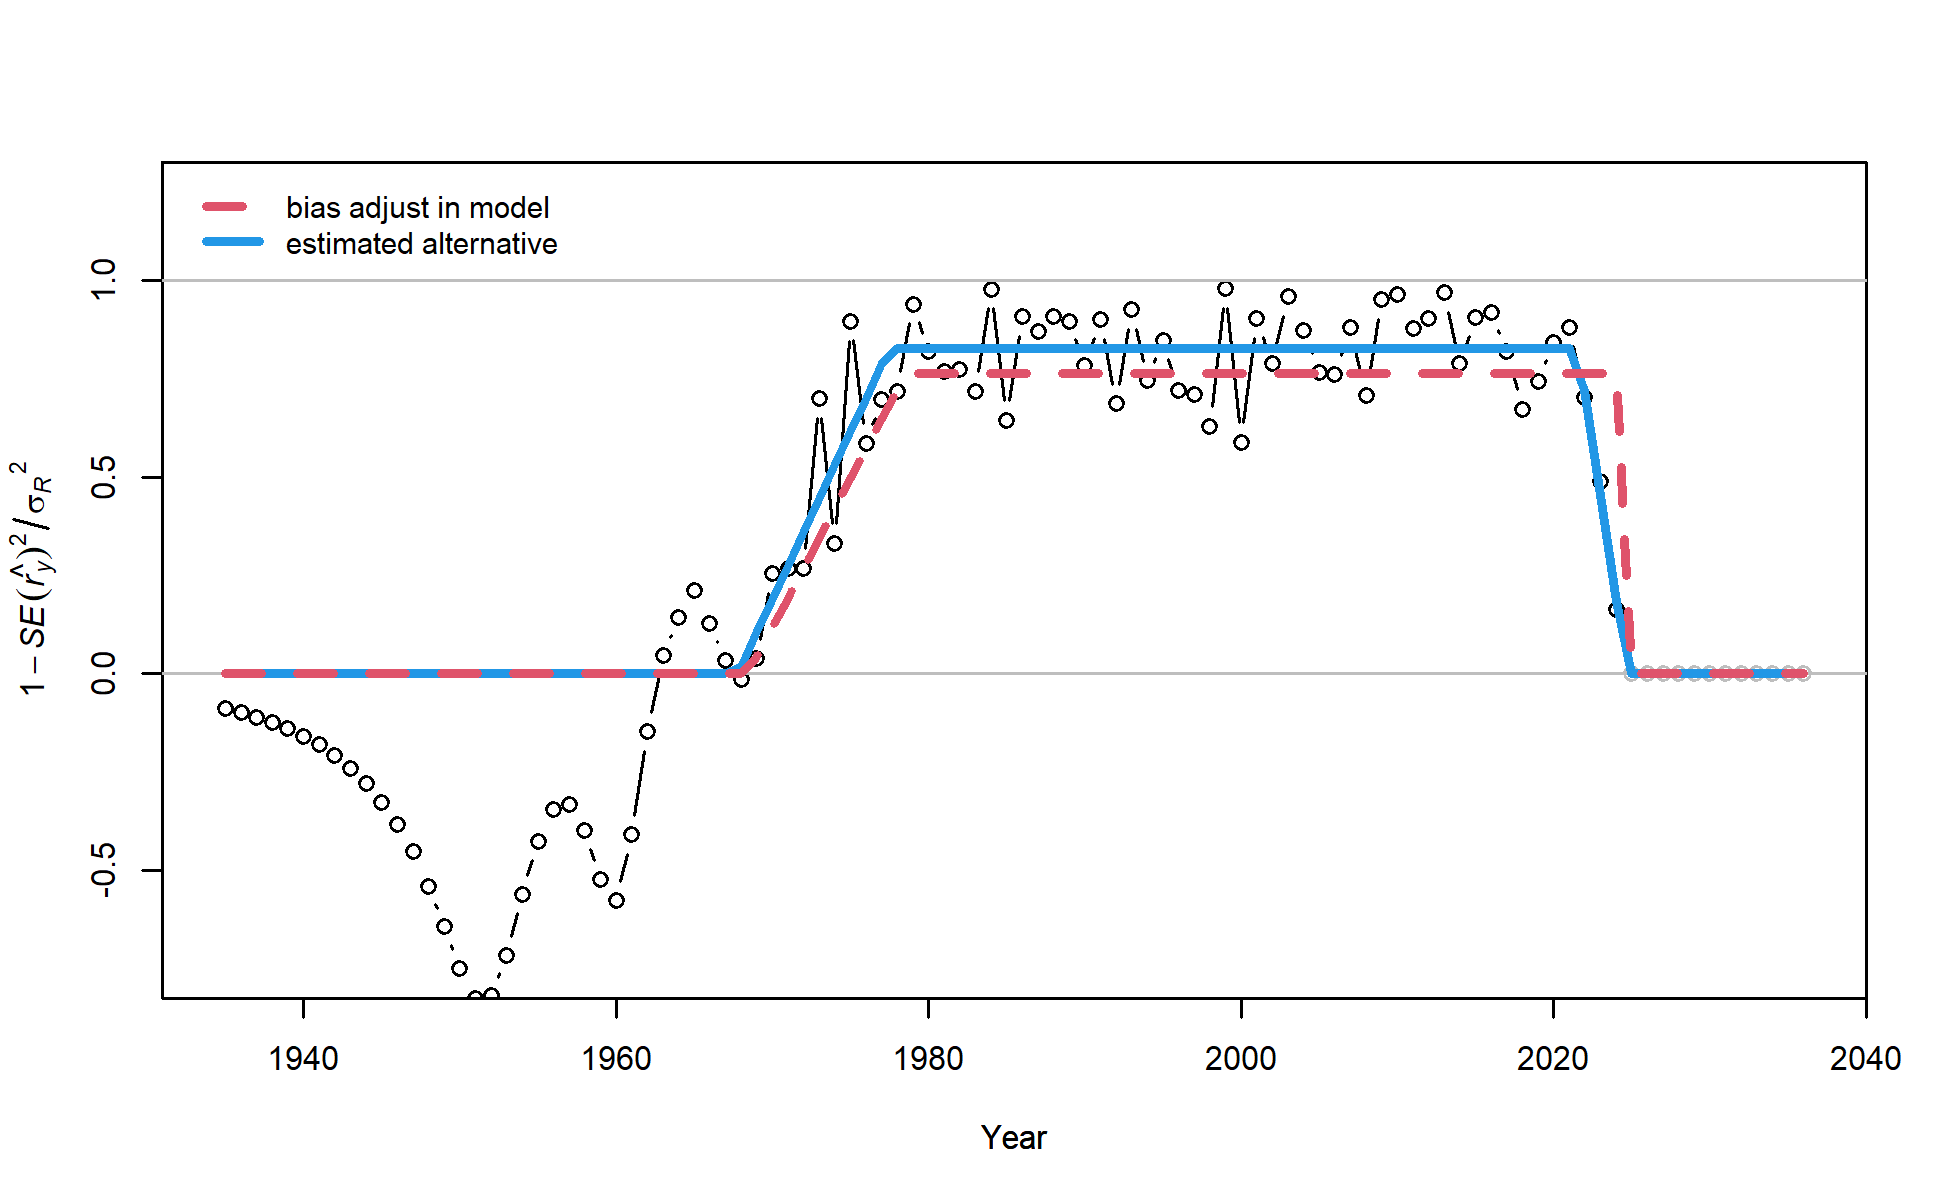 bias adjust in model
estimated alternative
1.0
0.5
0.0
-0.5
1 − SE(r̂y)² / σR²
1940 1960 1980 2000 2020 2040
Year